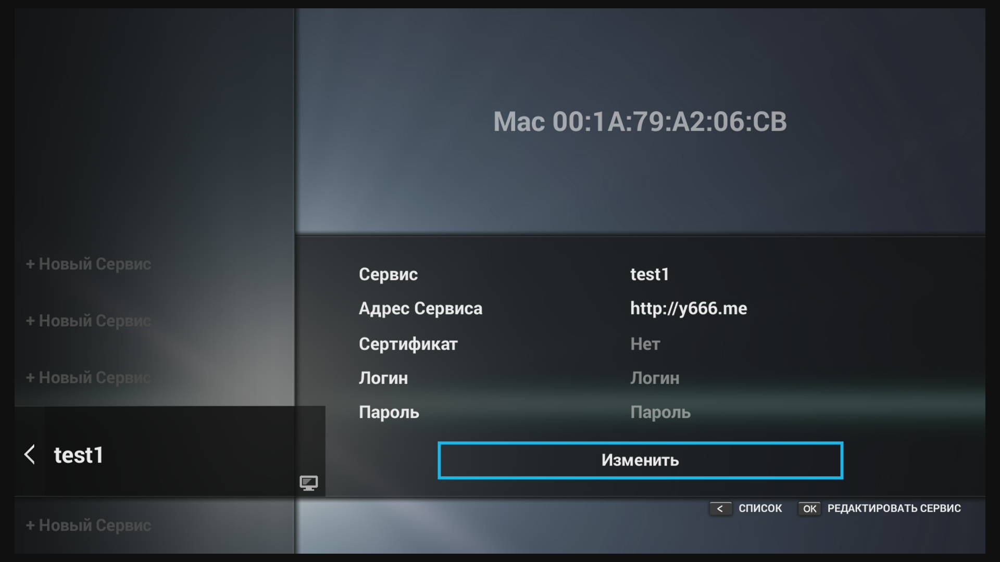 Mac 00:1A:79:A2:06:CB
+ Новый Сервис
+ Новый Сервис
+ Новый Сервис
test1
+ Новый Сервис
Сервис test1
Адрес Сервиса http://y666.me
Сертификат Нет
Логин Логин
Пароль Пароль
Изменить
< СПИСОК OK РЕДАКТИРОВАТЬ СЕРВИС